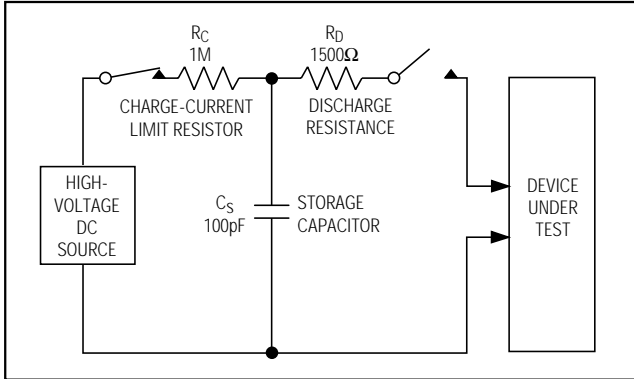 RC
1M
CHARGE-CURRENT
LIMIT RESISTOR
RD
1500Ω
DISCHARGE
RESISTANCE
HIGH-
VOLTAGE
DC
SOURCE
CS
100pF
STORAGE
CAPACITOR
DEVICE
UNDER
TEST